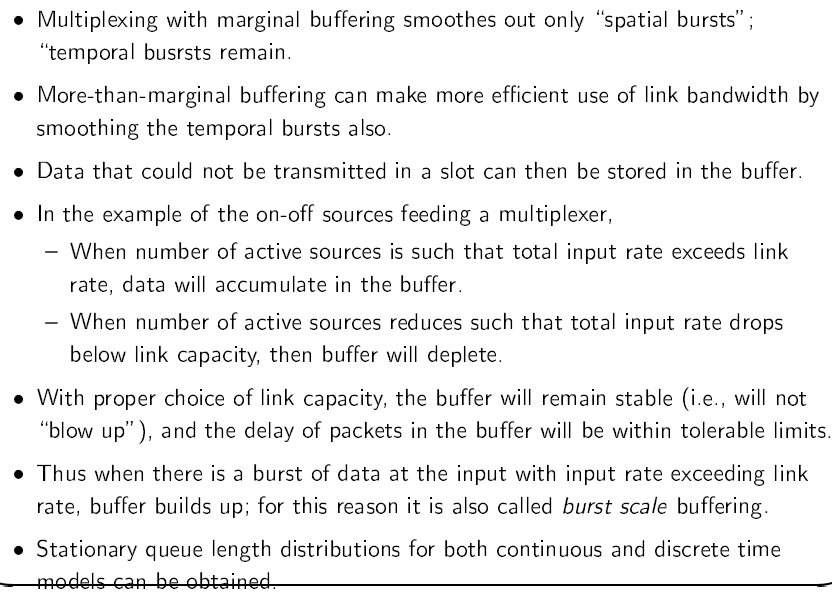 • Multiplexing with marginal buffering smoothes out only “spatial bursts”;
“temporal busrsts remain.
• More-than-marginal buffering can make more efficient use of link bandwidth by
smoothing the temporal bursts also.
• Data that could not be transmitted in a slot can then be stored in the buffer.
• In the example of the on-off sources feeding a multiplexer,
– When number of active sources is such that total input rate exceeds link
rate, data will accumulate in the buffer.
– When number of active sources reduces such that total input rate drops
below link capacity, then buffer will deplete.
• With proper choice of link capacity, the buffer will remain stable (i.e., will not
“blow up”), and the delay of packets in the buffer will be within tolerable limits.
• Thus when there is a burst of data at the input with input rate exceeding link
rate, buffer builds up; for this reason it is also called burst scale buffering.
• Stationary queue length distributions for both continuous and discrete time
models can be obtained.